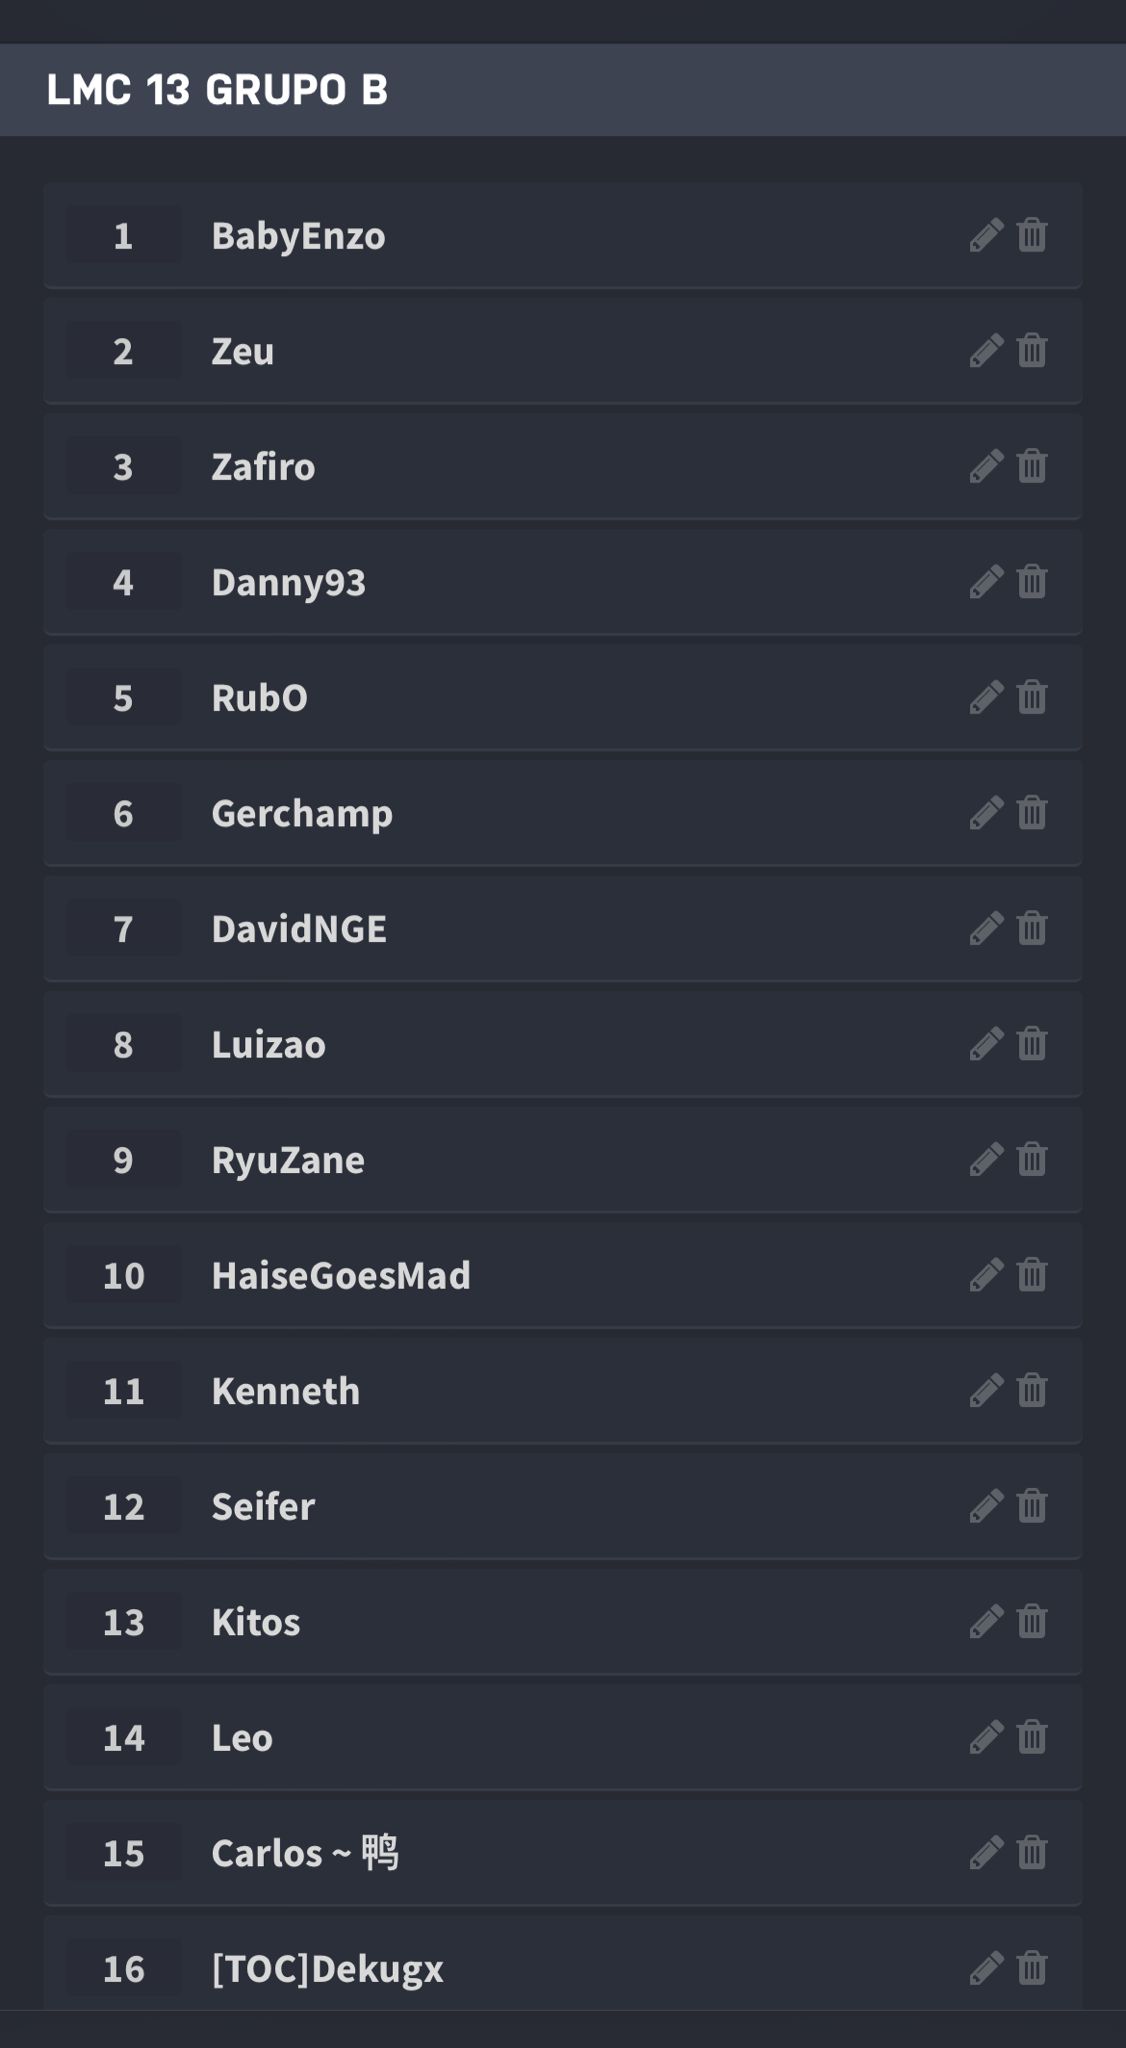 LMC 13 GRUPO B
1 BabyEnzo
2 Zeu
3 Zafiro
4 Danny93
5 RubO
6 Gerchamp
7 DavidNGE
8 Luizao
9 RyuZane
10 HaiseGoesMad
11 Kenneth
12 Seifer
13 Kitos
14 Leo
15 Carlos ~ 鸭
16 [TOC]Dekugx